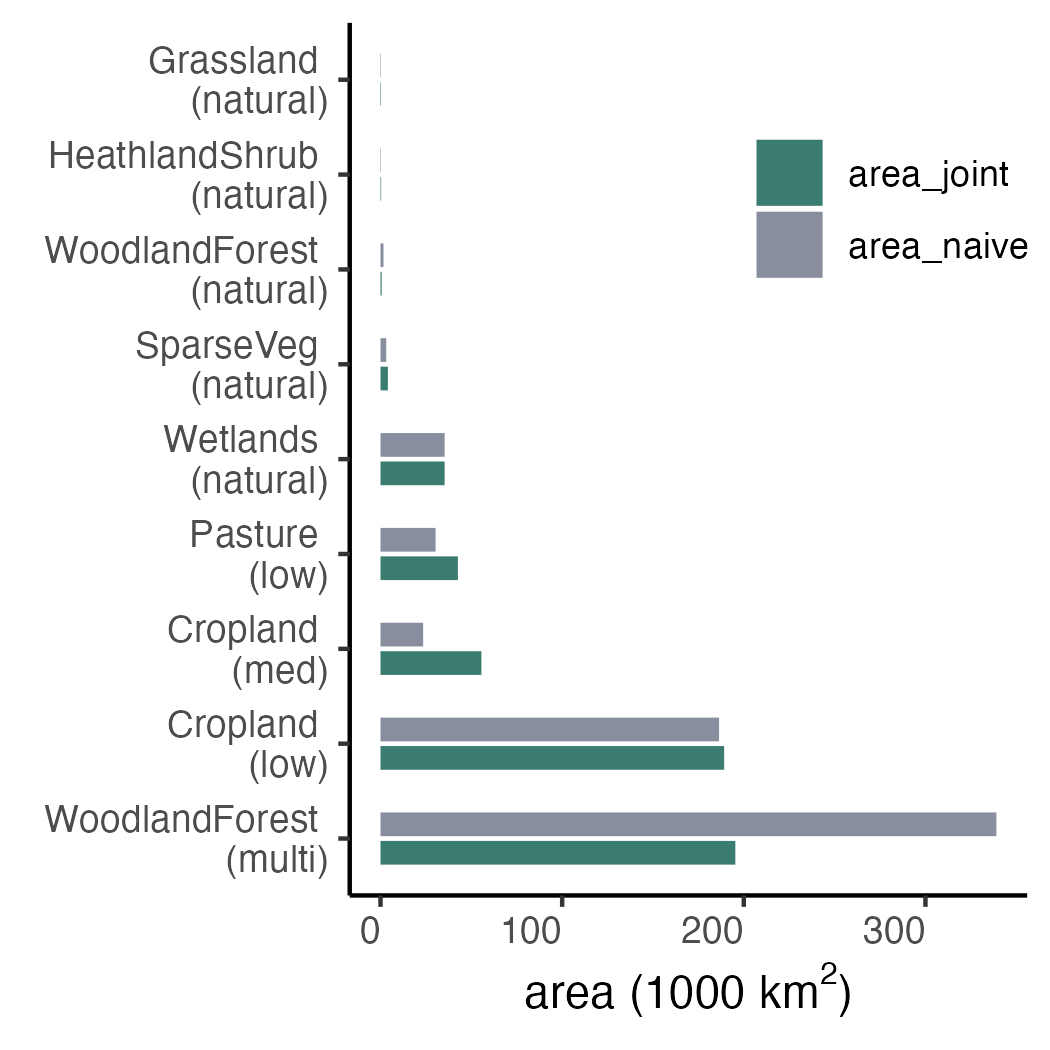 Grassland
(natural)
HeathlandShrub
(natural)
WoodlandForest
(natural)
SparseVeg
(natural)
Wetlands
(natural)
Pasture
(low)
Cropland
(med)
Cropland
(low)
WoodlandForest
(multi)
area_joint
area_naive
0 100 200 300
area (1000 km²)